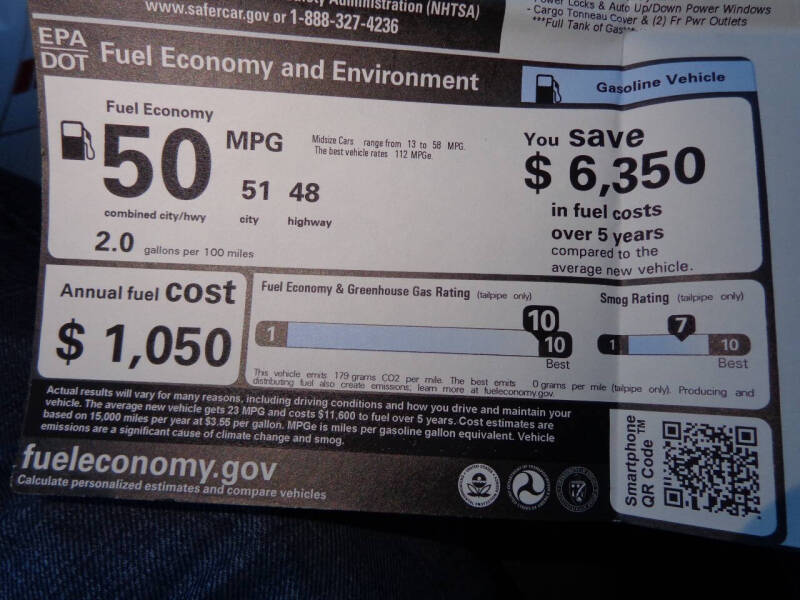 Administration (NHTSA)
www.safercar.gov or 1-888-327-4236
Locks & Auto Up/Down Power Windows
- Cargo Tonneau Cover & (2) Fr Pwr Outlets
***Full Tank of Gas***
EPA
DOT
Fuel Economy and Environment
Gasoline Vehicle
Fuel Economy
50 MPG
combined city/hwy
51
city
48
highway
2.0 gallons per 100 miles
Midsize Cars range from 13 to 58 MPG.
The best vehicle rates 112 MPGe.
You save
$ 6,350
in fuel costs
over 5 years
compared to the
average new vehicle.
Annual fuel cost
$ 1,050
Fuel Economy & Greenhouse Gas Rating (tailpipe only)
10
1
10
Best
Smog Rating (tailpipe only)
7
1
10
Best
This vehicle emits 179 grams CO2 per mile. The best emits 0 grams per mile (tailpipe only). Producing and
distributing fuel also create emissions; learn more at fueleconomy.gov.
Actual results will vary for many reasons, including driving conditions and how you drive and maintain your
vehicle. The average new vehicle gets 23 MPG and costs $11,600 to fuel over 5 years. Cost estimates are
based on 15,000 miles per year at $3.55 per gallon. MPGe is miles per gasoline gallon equivalent. Vehicle
emissions are a significant cause of climate change and smog.
fueleconomy.gov
Calculate personalized estimates and compare vehicles
Smartphone
QR Code™